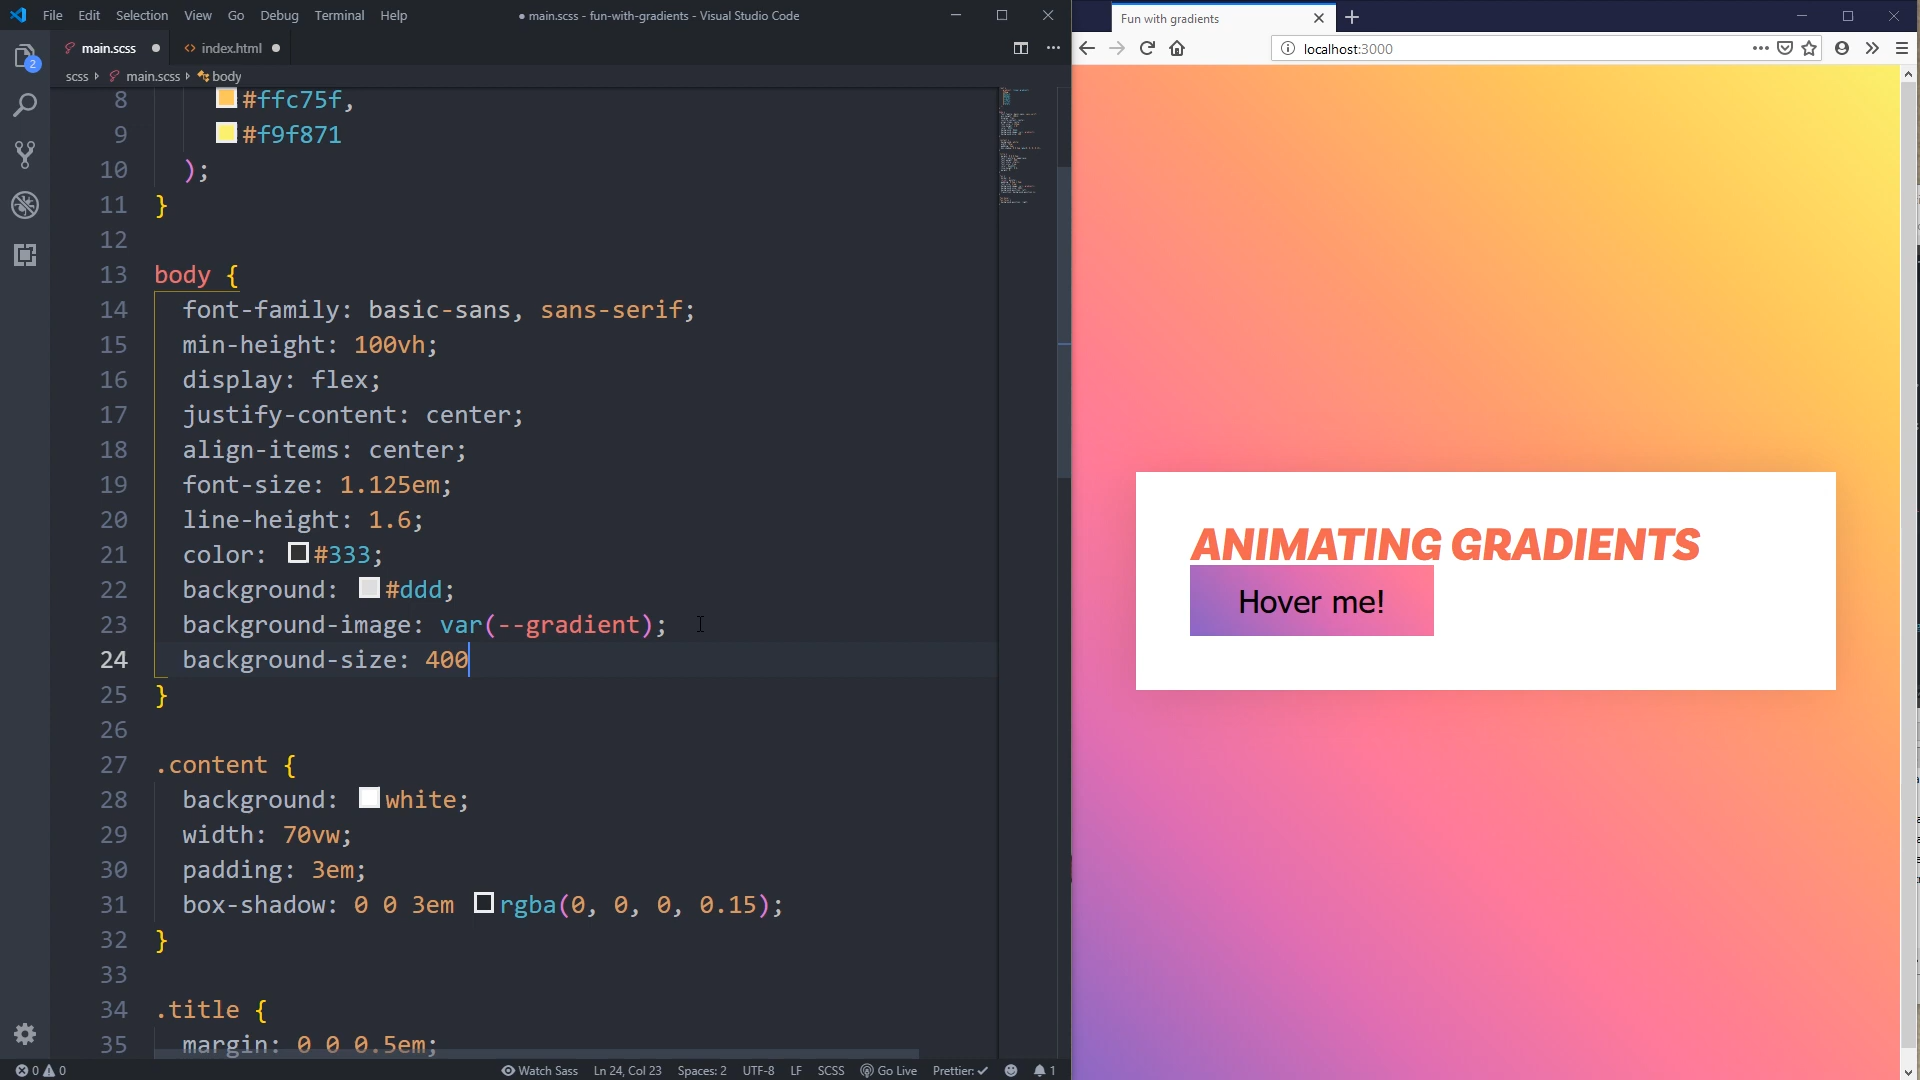 File Edit Selection View Go Debug Terminal Help
● main.scss - fun-with-gradients - Visual Studio Code
main.scss ●
<> index.html ●
scss › main.scss › body
2
8 #ffc75f,
9 #f9f871
10 );
11 }
12
13 body {
14 font-family: basic-sans, sans-serif;
15 min-height: 100vh;
16 display: flex;
17 justify-content: center;
18 align-items: center;
19 font-size: 1.125em;
20 line-height: 1.6;
21 color: #333;
22 background: #ddd;
23 background-image: var(--gradient);
24 background-size: 400
25 }
26
27 .content {
28 background: white;
29 width: 70vw;
30 padding: 3em;
31 box-shadow: 0 0 3em rgba(0, 0, 0, 0.15);
32 }
33
34 .title {
35 margin: 0 0 0.5em;
0 0 Watch Sass Ln 24, Col 23 Spaces: 2 UTF-8 LF SCSS Go Live Prettier: ✓ 1
Fun with gradients
localhost:3000
ANIMATING GRADIENTS
Hover me!